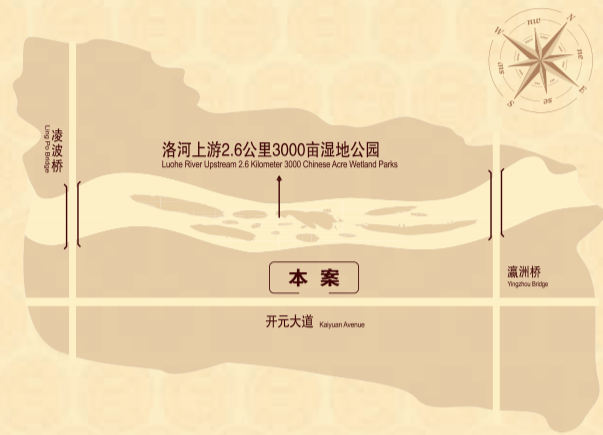 nw
N
W
ne
sw
E
S
se
凌波桥
Ling Po Bridge
洛河上游2.6公里3000亩湿地公园
Luohe River Upstream 2.6 Kilometer 3000 Chinese Acre Wetland Parks
本案
瀛洲桥
Yingzhou Bridge
开元大道 Kaiyuan Avenue